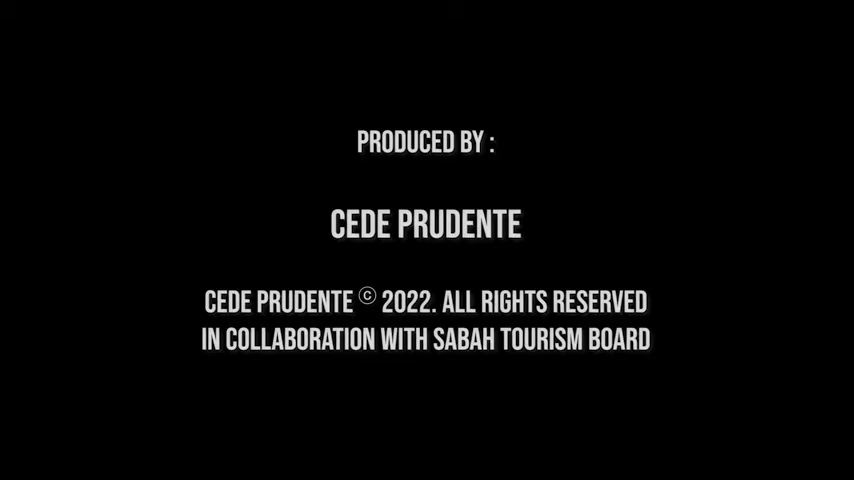 PRODUCED BY :
CEDE PRUDENTE
CEDE PRUDENTE © 2022. ALL RIGHTS RESERVED
IN COLLABORATION WITH SABAH TOURISM BOARD